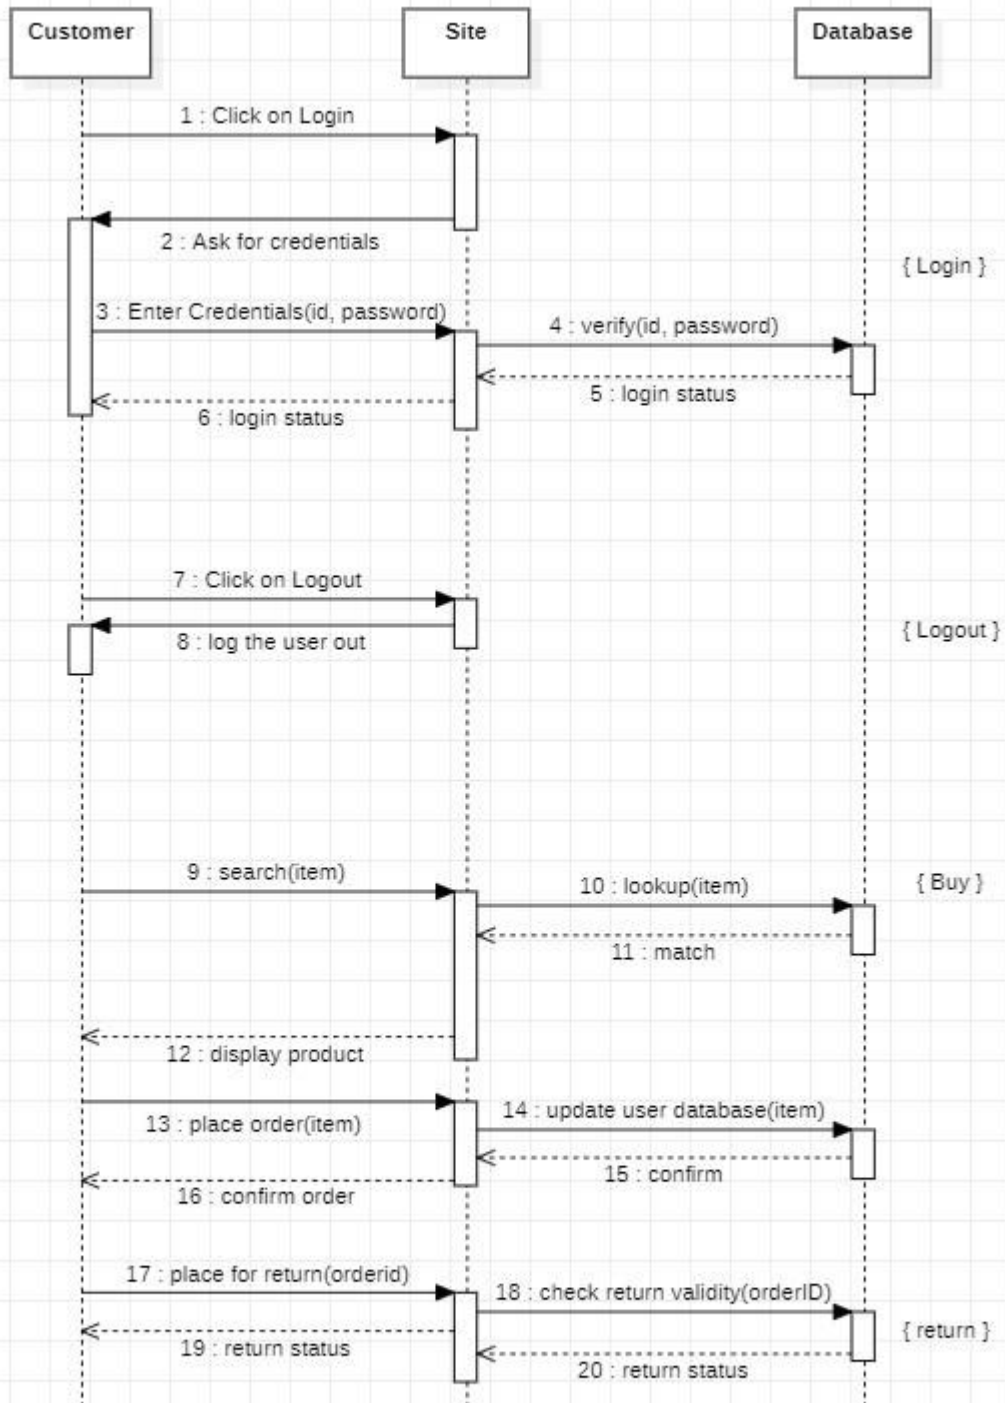 Customer
Site
Database
1 : Click on Login
2 : Ask for credentials
{ Login }
3 : Enter Credentials(id, password)
4 : verify(id, password)
5 : login status
6 : login status
7 : Click on Logout
8 : log the user out
{ Logout }
9 : search(item)
10 : lookup(item)
{ Buy }
11 : match
12 : display product
13 : place order(item)
14 : update user database(item)
15 : confirm
16 : confirm order
17 : place for return(orderid)
18 : check return validity(orderID)
{ return }
19 : return status
20 : return status